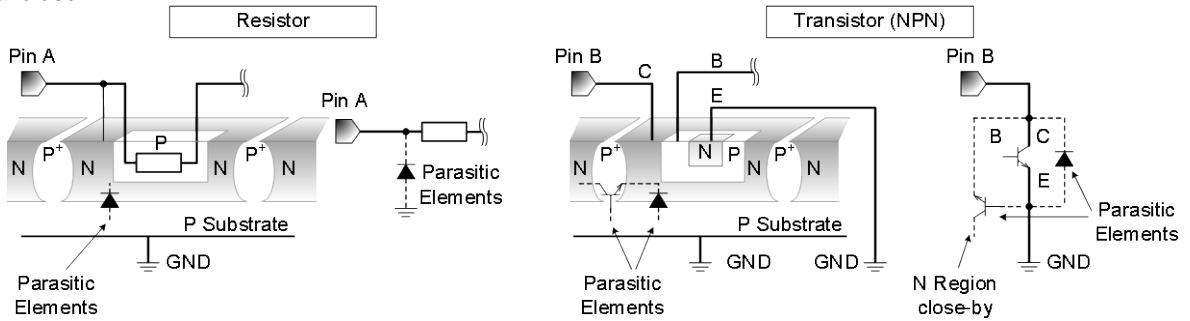 Resistor
Pin A
N
P+
N
P
N
P+
N
P Substrate
GND
Parasitic
Elements
Pin A
Parasitic
Elements
Transistor (NPN)
Pin B
C
B
E
N
P+
N
N
P
N
P+
N
P Substrate
GND
GND
Parasitic
Elements
Pin B
B
C
E
Parasitic
Elements
GND
N Region
close-by